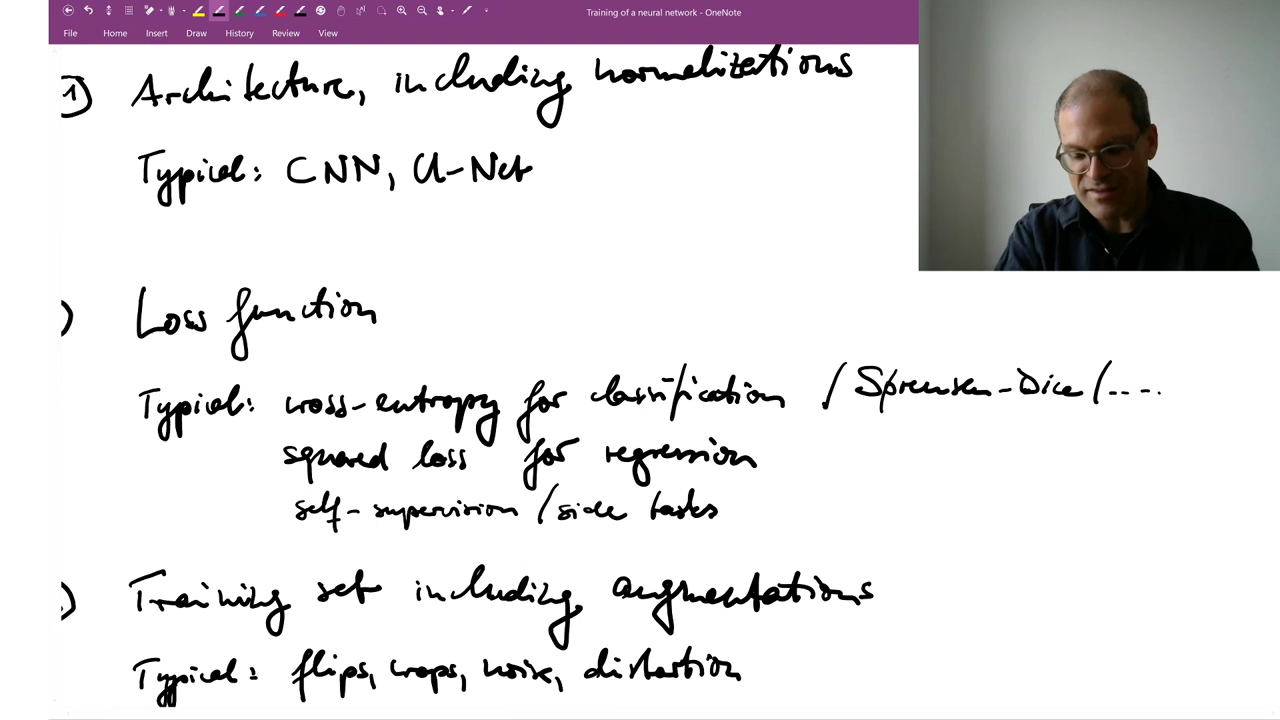 Training of a neural network - OneNote
File Home Insert Draw History Review View
1) Architecture, including normalizations
Typical: CNN, U-Net
) Loss function
Typical: cross-entropy for classification / Sørensen-Dice / ....
squared loss for regression
self-supervision / side tasks
) Training set including augmentations
Typical: flips, crops, noise, distortion